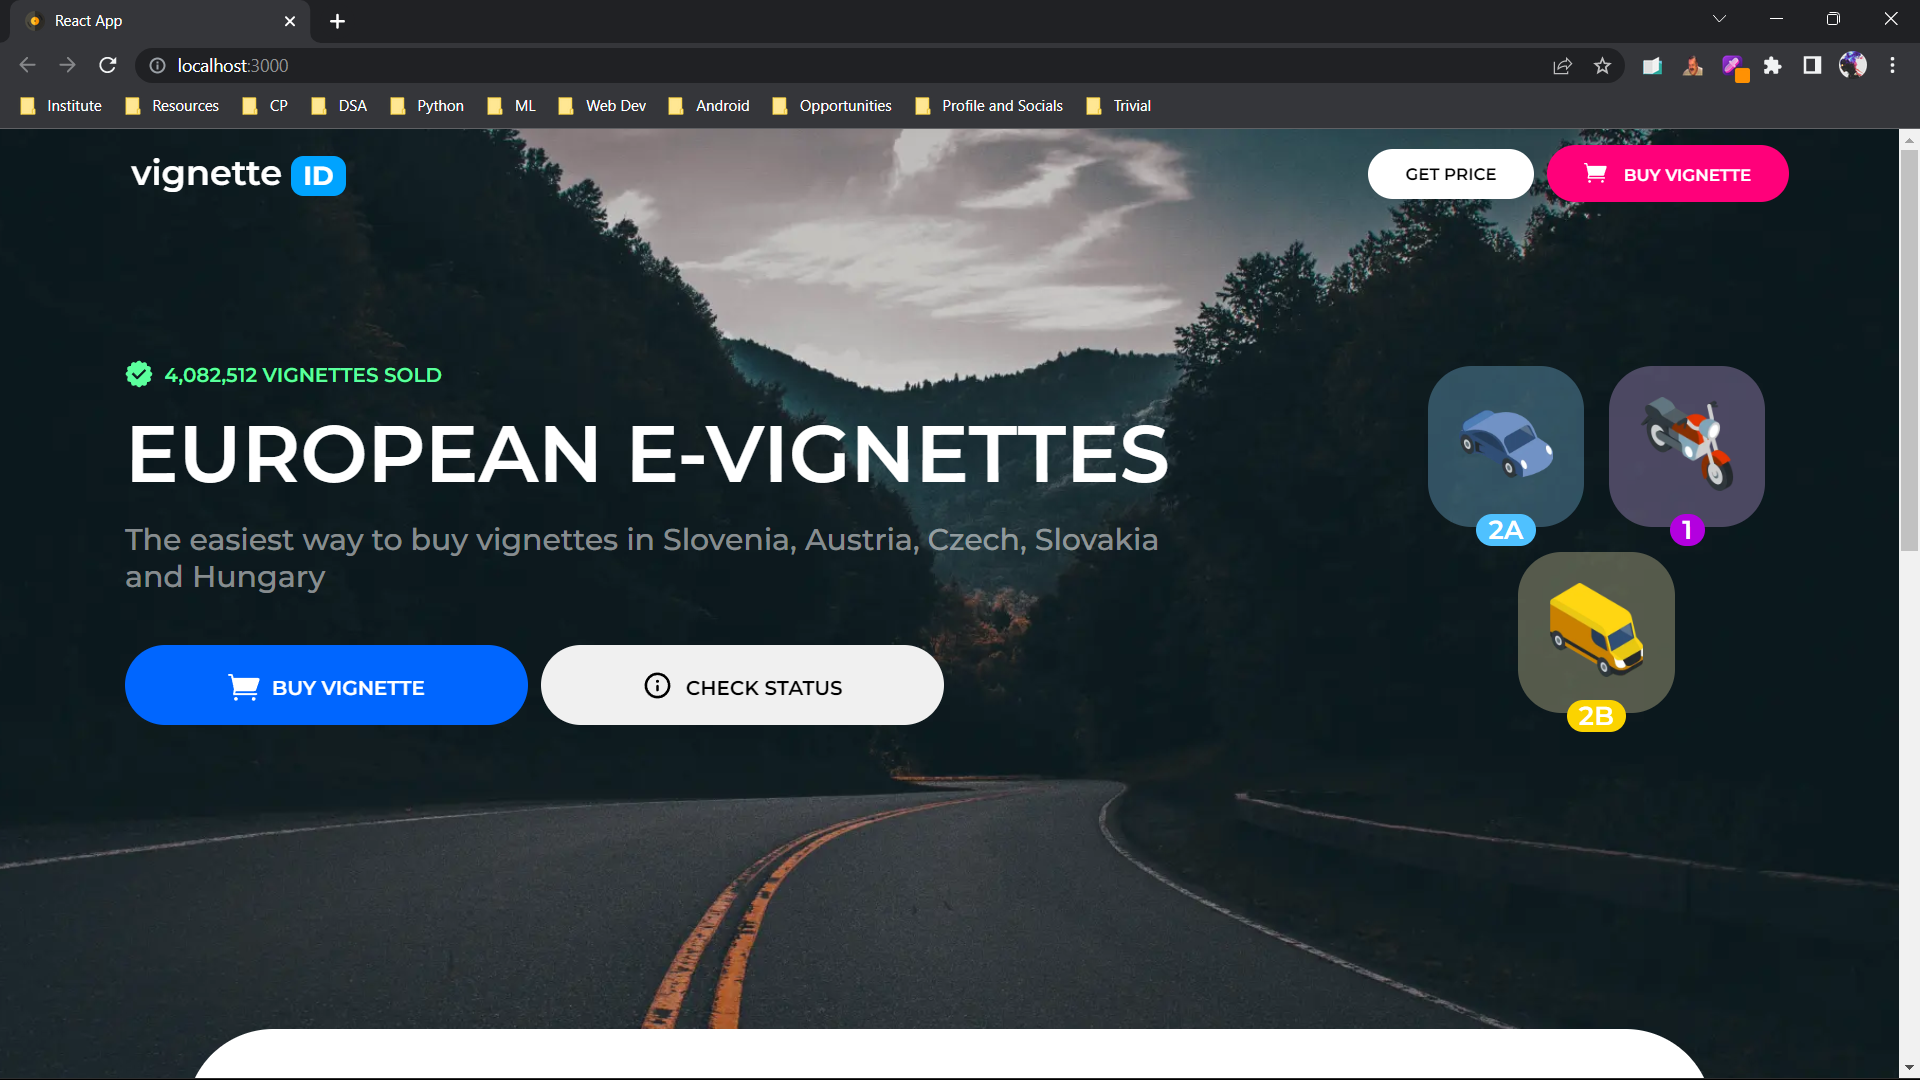 React App
localhost:3000
Institute Resources CP DSA Python ML Web Dev Android Opportunities Profile and Socials Trivial
vignette ID
GET PRICE
BUY VIGNETTE
4,082,512 VIGNETTES SOLD
EUROPEAN E-VIGNETTES
The easiest way to buy vignettes in Slovenia, Austria, Czech, Slovakia
and Hungary
BUY VIGNETTE
CHECK STATUS
2A
1
2B